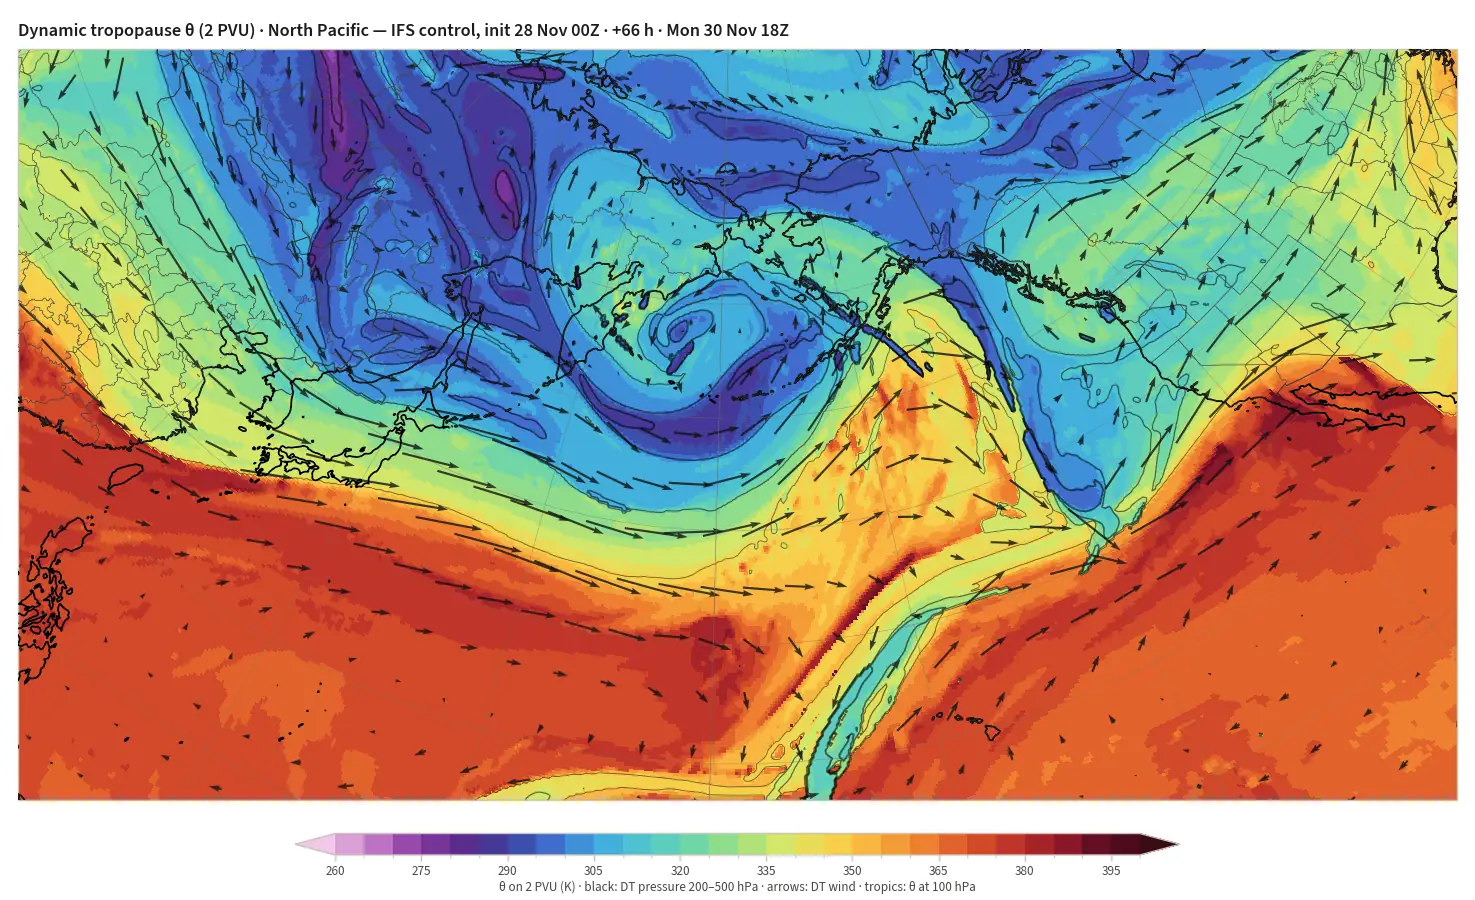 Dynamic tropopause θ (2 PVU) · North Pacific — IFS control, init 28 Nov 00Z · +66 h · Mon 30 Nov 18Z
260 275 290 305 320 335 350 365 380 395
θ on 2 PVU (K) · black: DT pressure 200–500 hPa · arrows: DT wind · tropics: θ at 100 hPa